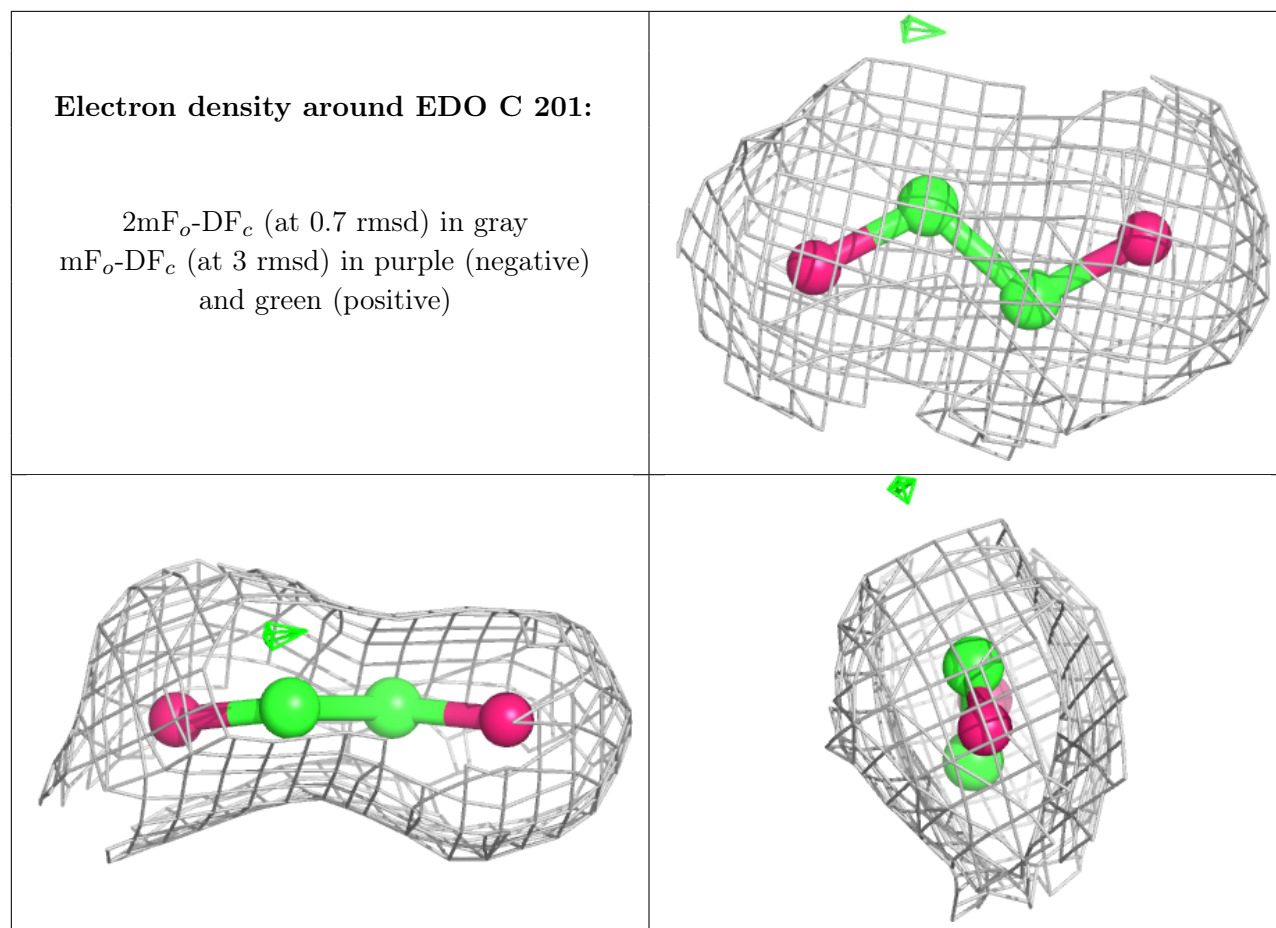 Electron density around EDO C 201:
2mFₒ-DF𝒸 (at 0.7 rmsd) in gray
mFₒ-DF𝒸 (at 3 rmsd) in purple (negative)
and green (positive)